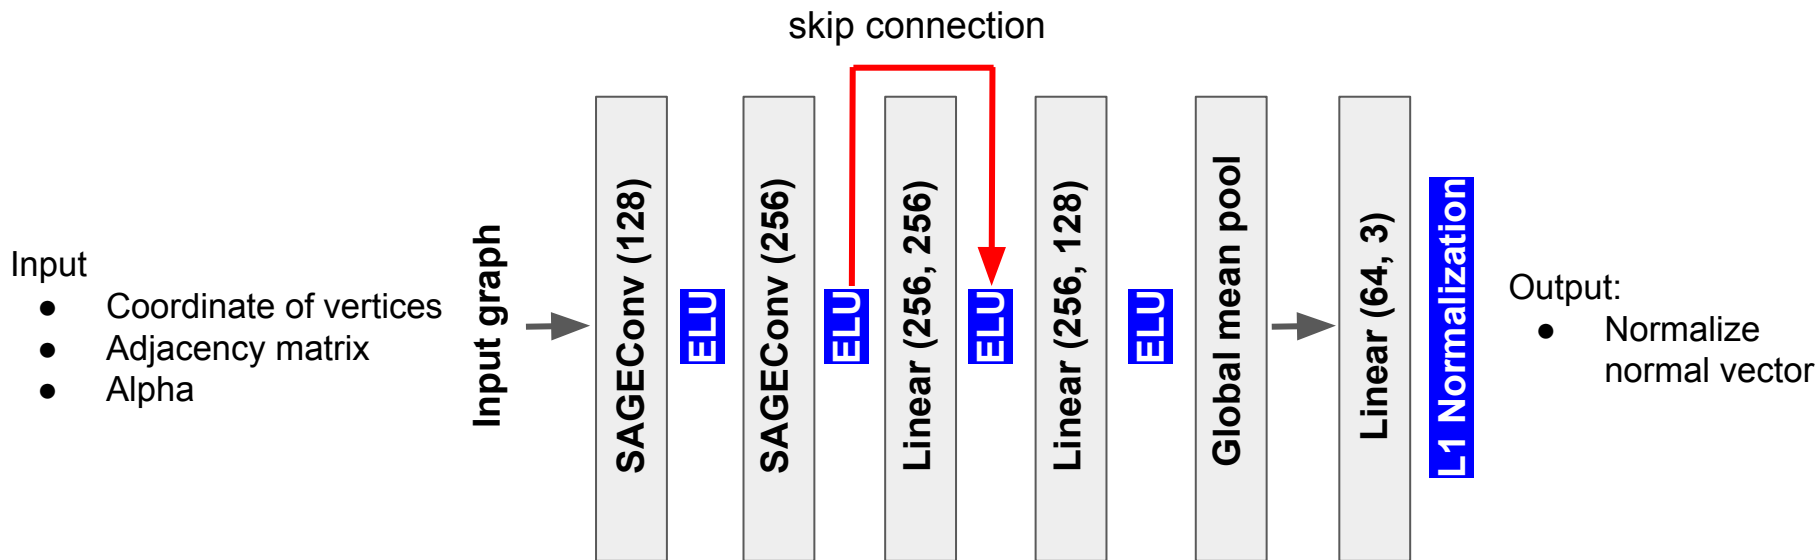 skip connection
Input
● Coordinate of vertices
● Adjacency matrix
● Alpha
Input graph
SAGEConv (128)
ELU
SAGEConv (256)
ELU
Linear (256, 256)
ELU
Linear (256, 128)
ELU
Global mean pool
Linear (64, 3)
L1 Normalization
Output:
● Normalize
normal vector